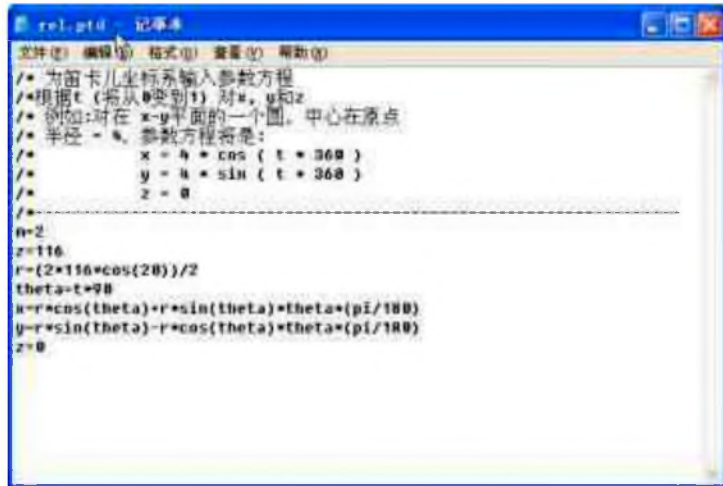 rel.ptd - 记事本
文件(F) 编辑(E) 格式(O) 查看(V) 帮助(H)
/* 为笛卡儿坐标系输入参数方程
/*根据t (将从0变到1) 对x, y和z
/* 例如:对在 x-y平面的一个圆,中心在原点
/* 半径 = 4, 参数方程将是:
/* x = 4 * cos ( t * 360 )
/* y = 4 * sin ( t * 360 )
/* z = 0
/*-------------------------------------------------------------------
m=2
z=116
r=(2*116*cos(20))/2
theta=t*90
x=r*cos(theta)+r*sin(theta)*theta*(pi/180)
y=r*sin(theta)-r*cos(theta)*theta*(pi/180)
z=0